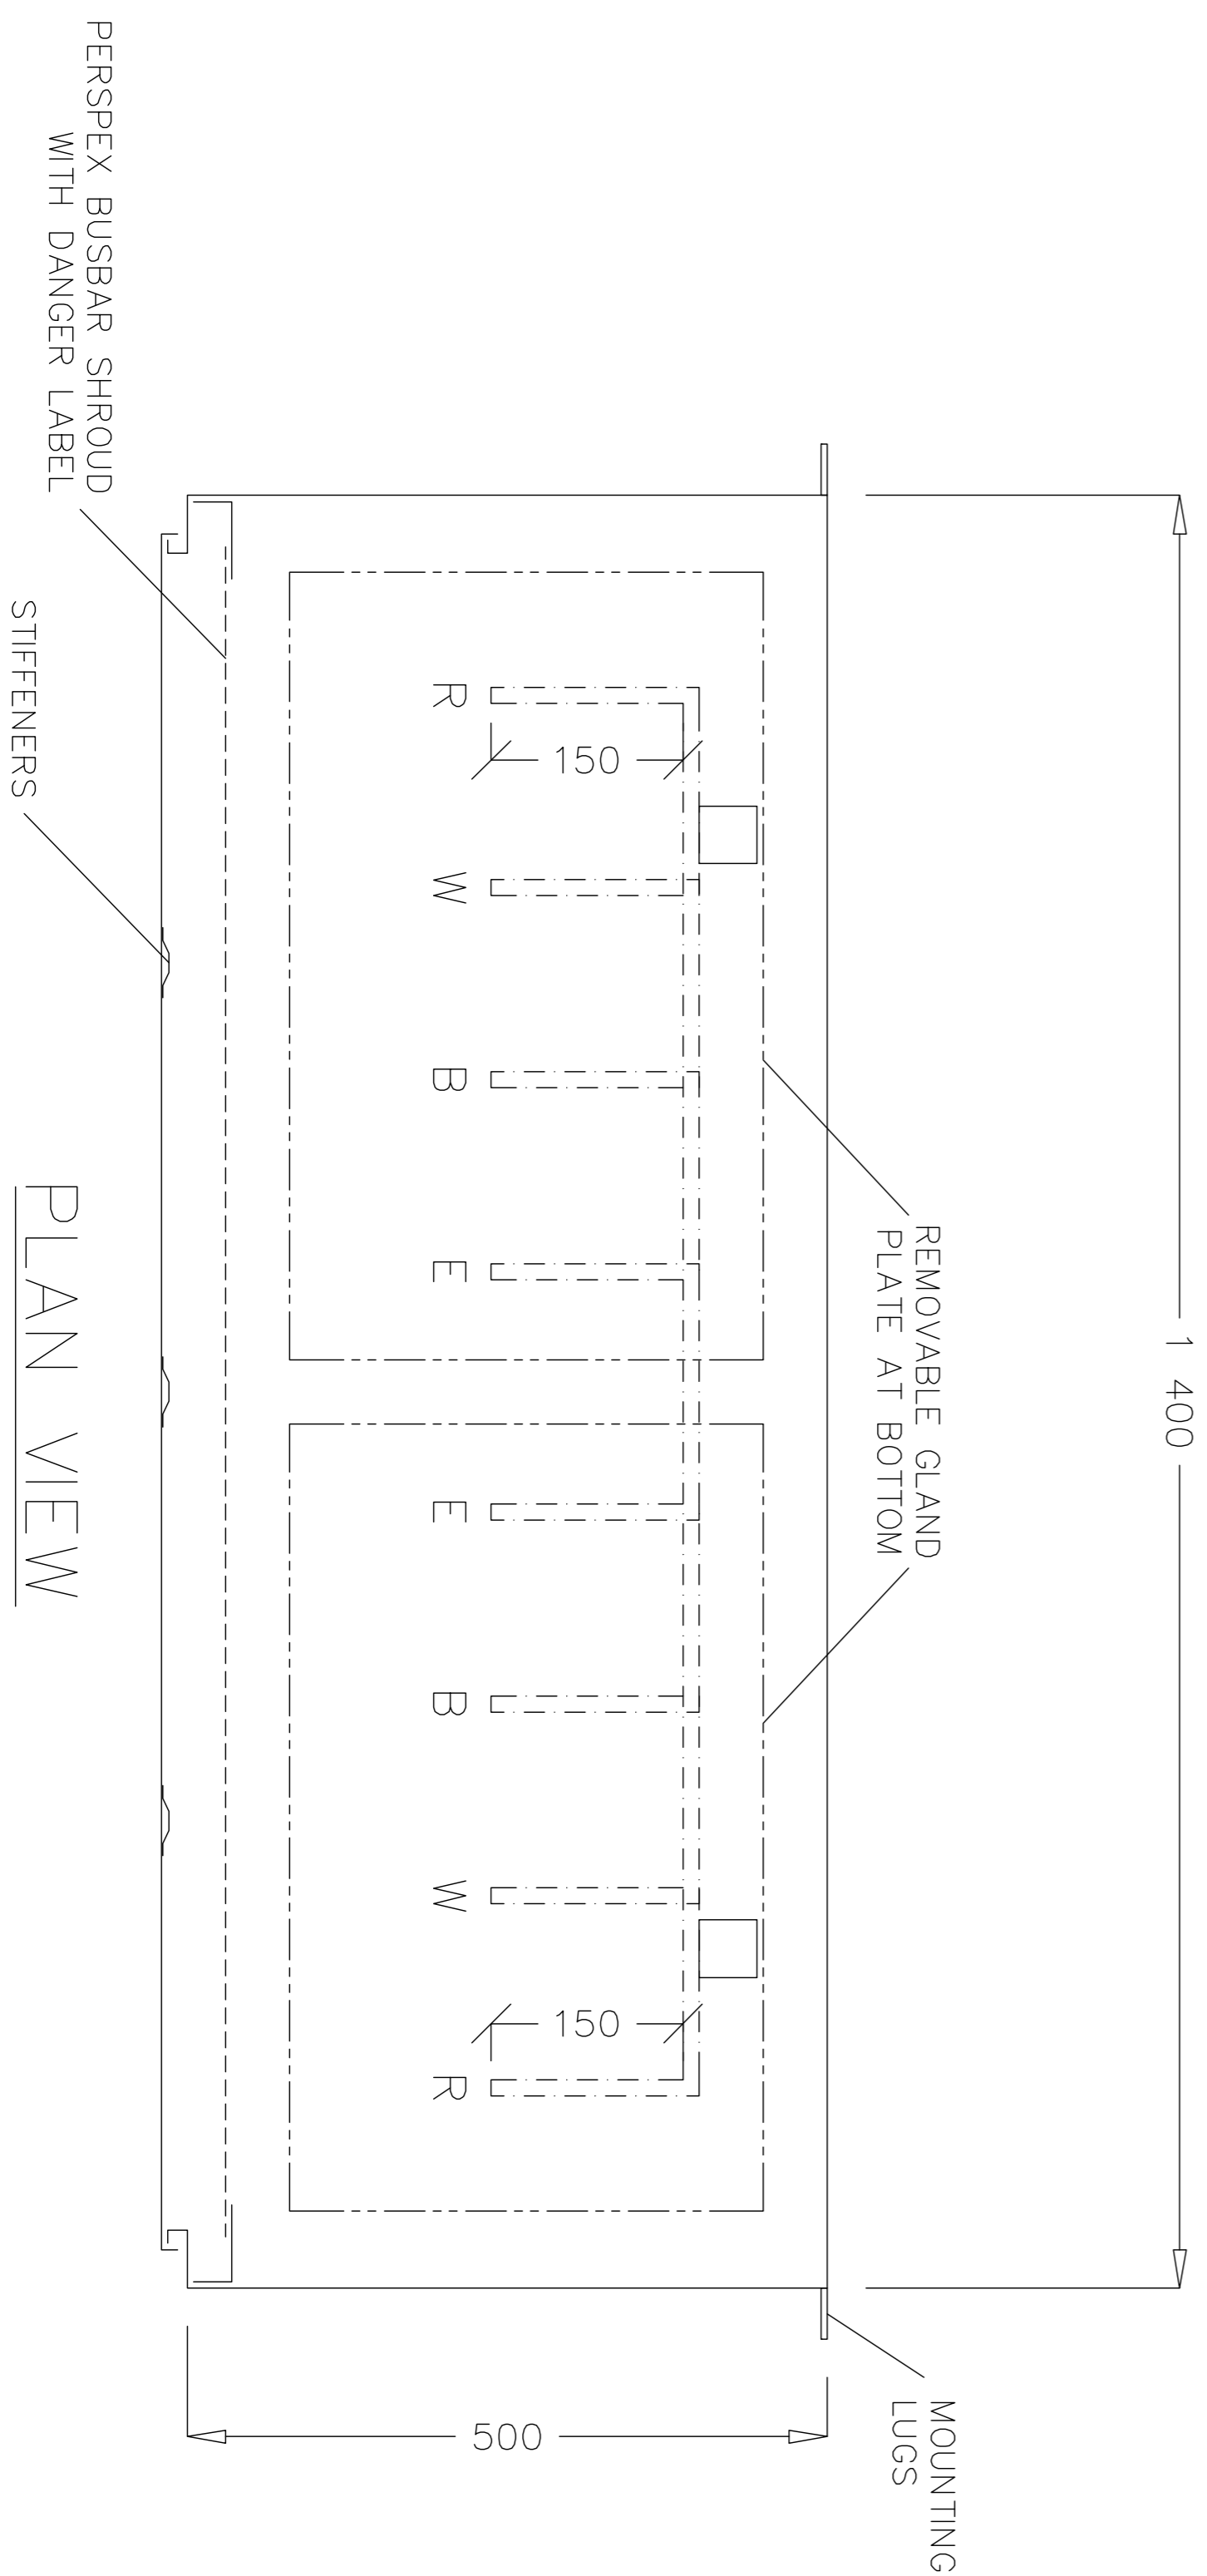 1 400
REMOVABLE GLAND
PLATE AT BOTTOM
MOUNTING
LUGS
150
150
500
R W B E E B W R
PERSPEX BUSBAR SHROUD
WITH DANGER LABEL
STIFFENERS
PLAN VIEW